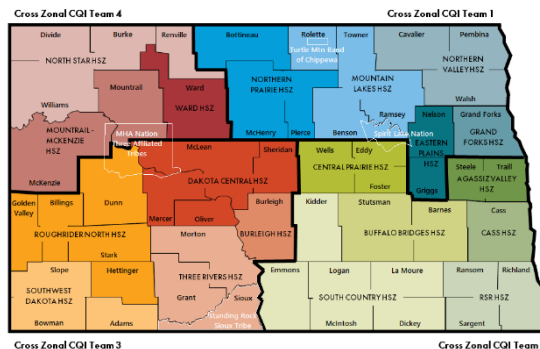 Cross Zonal CQI Team 4
Cross Zonal CQI Team 1
Divide
Burke
Renville
Bottineau
Rolette
Towner
Cavalier
Pembina
Turtle Mtn Band
of Chippewa
NORTH STAR HSZ
Mountrail
Ward
WARD HSZ
NORTHERN
PRAIRIE HSZ
MOUNTAIN
LAKES HSZ
NORTHERN
VALLEY HSZ
Williams
Walsh
Ramsey
Nelson
Grand Forks
MOUNTRAIL -
MCKENZIE
HSZ
MHA Nation
Three Affiliated
Tribes
McHenry
Pierce
Benson
Spirit Lake Nation
EASTERN
PLAINS HSZ
GRAND
FORKS HSZ
McKenzie
McLean
Sheridan
Wells
Eddy
CENTRAL PRAIRIE HSZ
Foster
Griggs
Steele
Traill
AGASSIZ VALLEY
HSZ
DAKOTA CENTRAL HSZ
Golden
Valley
Billings
Dunn
Mercer
Oliver
Burleigh
Kidder
Stutsman
Barnes
Cass
ROUGHRIDER NORTH HSZ
Morton
BURLEIGH HSZ
BUFFALO BRIDGES HSZ
CASS HSZ
Stark
Slope
Hettinger
THREE RIVERS HSZ
Emmons
Logan
La Moure
Ransom
Richland
SOUTHWEST
DAKOTA HSZ
Grant
Sioux
SOUTH COUNTRY HSZ
RSR HSZ
Bowman
Adams
Standing Rock
Sioux Tribe
McIntosh
Dickey
Sargent
Cross Zonal CQI Team 3
Cross Zonal CQI Team